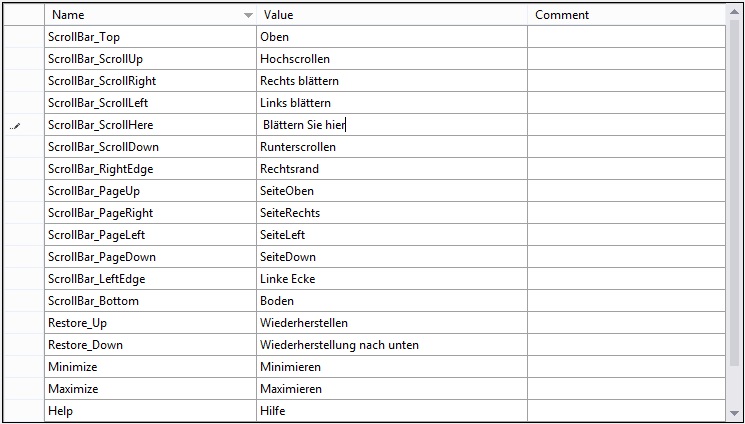 Name Value Comment
ScrollBar_Top Oben
ScrollBar_ScrollUp Hochscrollen
ScrollBar_ScrollRight Rechts blättern
ScrollBar_ScrollLeft Links blättern
ScrollBar_ScrollHere Blättern Sie hier
ScrollBar_ScrollDown Runterscrollen
ScrollBar_RightEdge Rechtsrand
ScrollBar_PageUp SeiteOben
ScrollBar_PageRight SeiteRechts
ScrollBar_PageLeft SeiteLeft
ScrollBar_PageDown SeiteDown
ScrollBar_LeftEdge Linke Ecke
ScrollBar_Bottom Boden
Restore_Up Wiederherstellen
Restore_Down Wiederherstellung nach unten
Minimize Minimieren
Maximize Maximieren
Help Hilfe